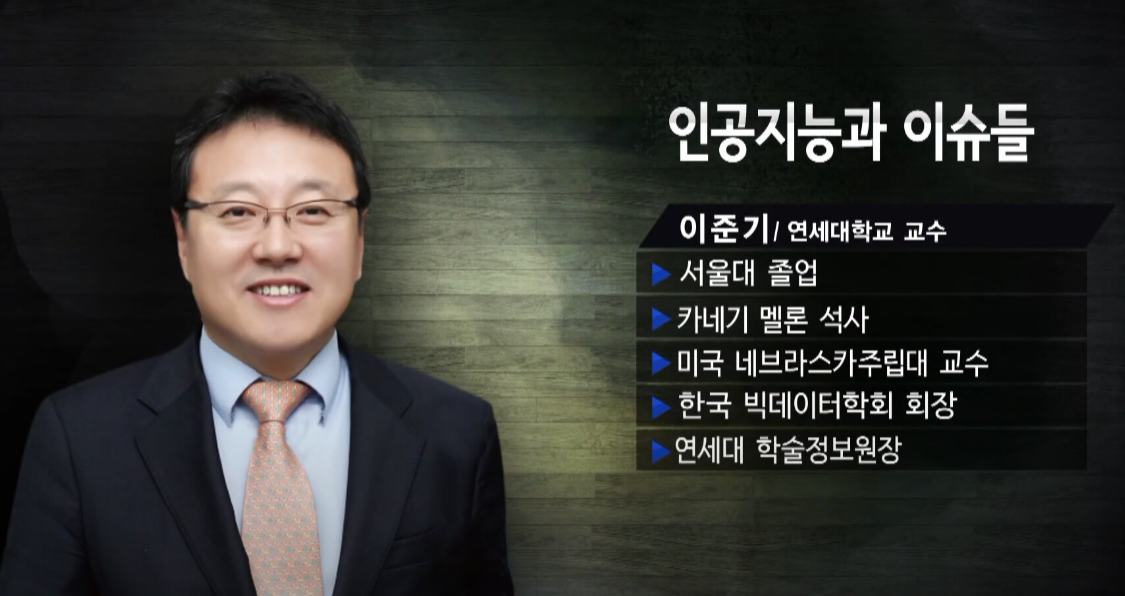 인공지능과 이슈들
이준기/ 연세대학교 교수
▶ 서울대 졸업
▶ 카네기 멜론 석사
▶ 미국 네브라스카주립대 교수
▶ 한국 빅데이터학회 회장
▶ 연세대 학술정보원장